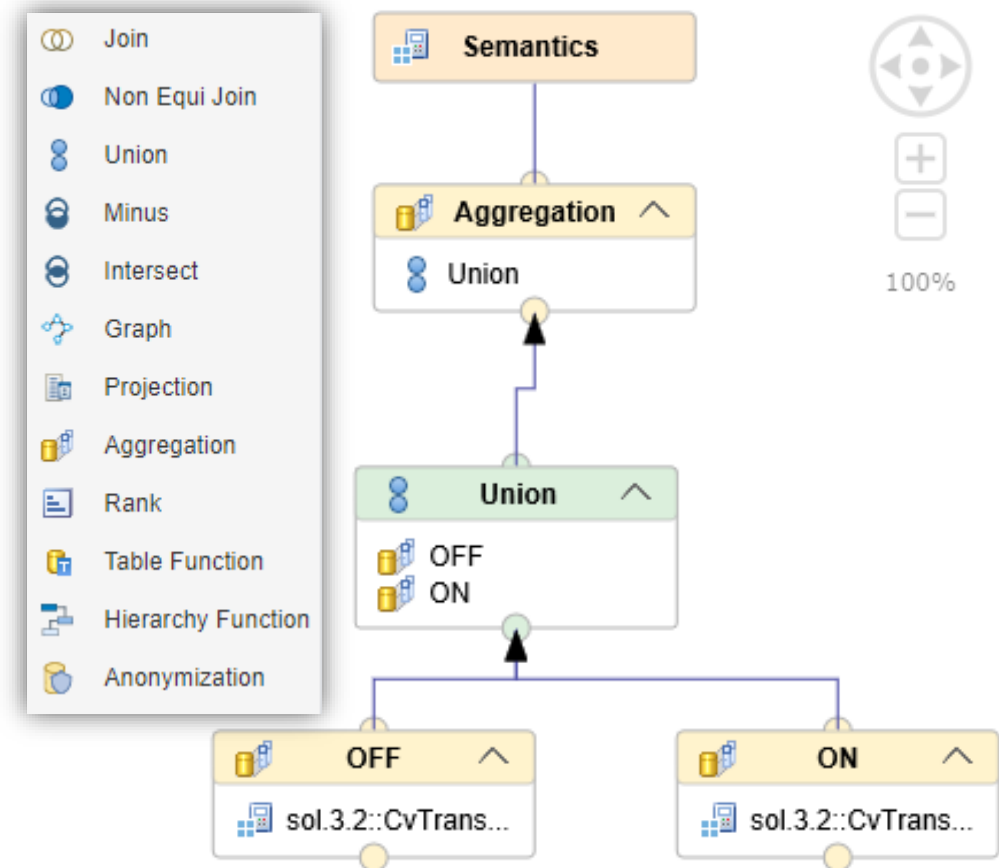 Join
Non Equi Join
Union
Minus
Intersect
Graph
Projection
Aggregation
Rank
Table Function
Hierarchy Function
Anonymization
Semantics
Aggregation
Union
100%
Union
OFF
ON
OFF
sol.3.2::CvTrans...
ON
sol.3.2::CvTrans...